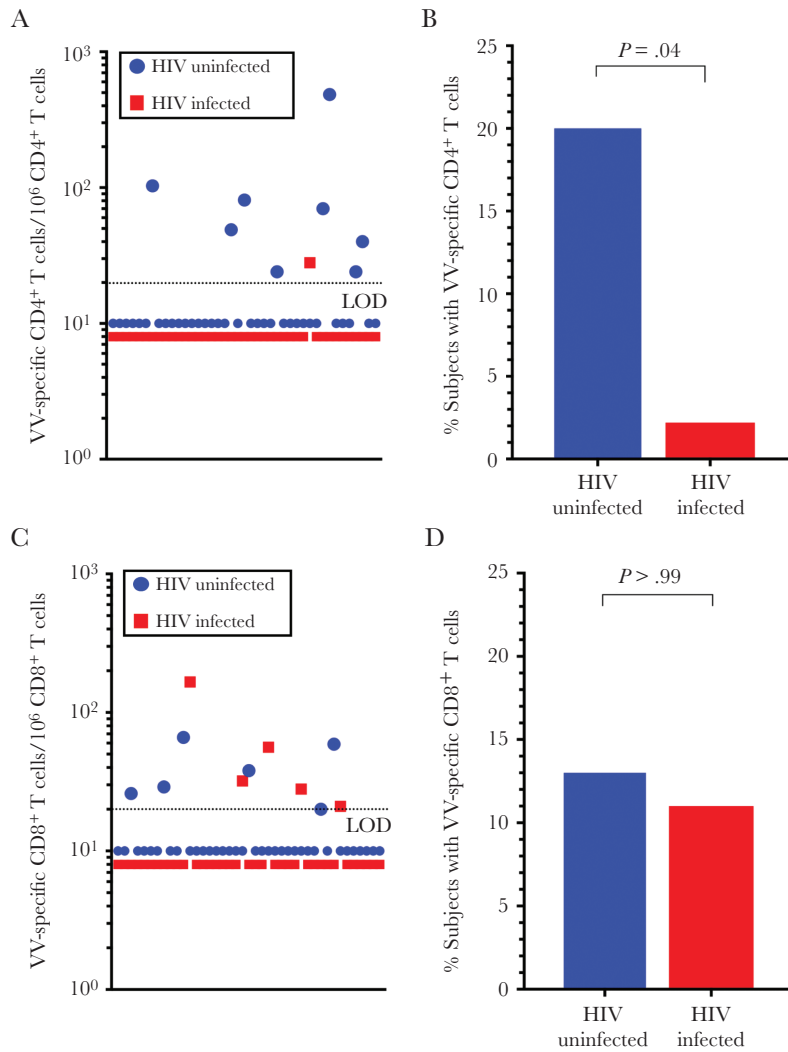 A
VV-specific CD4⁺ T cells/10⁶ CD4⁺ T cells
10³
10²
10¹
10⁰
HIV uninfected
HIV infected
LOD
B
% Subjects with VV-specific CD4⁺ T cells
25
20
15
10
5
0
P = .04
HIV
uninfected
HIV
infected
C
VV-specific CD8⁺ T cells/10⁶ CD8⁺ T cells
10³
10²
10¹
10⁰
HIV uninfected
HIV infected
LOD
D
% Subjects with VV-specific CD8⁺ T cells
25
20
15
10
5
0
P > .99
HIV
uninfected
HIV
infected